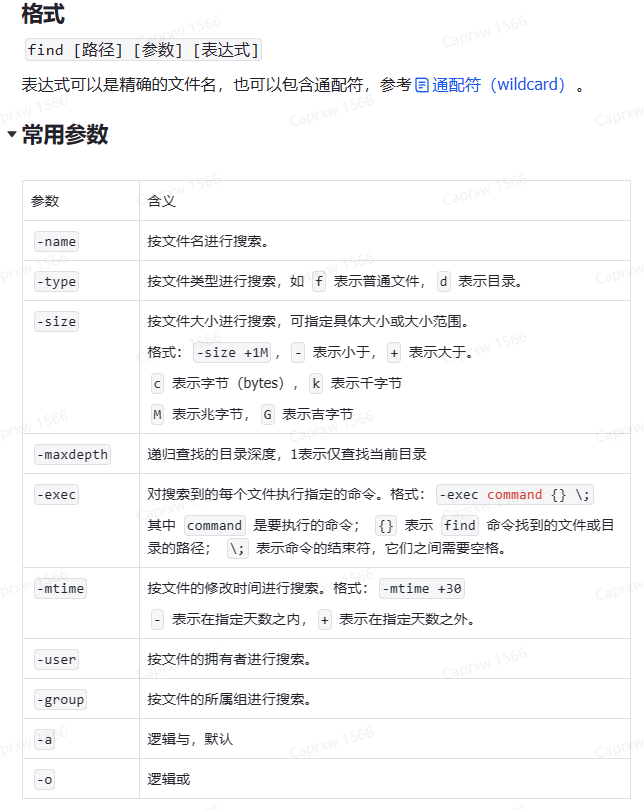 格式
find [路径] [参数] [表达式]
表达式可以是精确的文件名，也可以包含通配符，参考 通配符（wildcard） 。
常用参数
参数 含义
-name 按文件名进行搜索。
-type 按文件类型进行搜索，如 f 表示普通文件， d 表示目录。
-size 按文件大小进行搜索，可指定具体大小或大小范围。
格式： -size +1M ， - 表示小于， + 表示大于。
c 表示字节（bytes）， k 表示千字节
M 表示兆字节， G 表示吉字节
-maxdepth 递归查找的目录深度，1表示仅查找当前目录
-exec 对搜索到的每个文件执行指定的命令。格式： -exec command {} \;
其中 command 是要执行的命令； {} 表示 find 命令找到的文件或目
录的路径； \; 表示命令的结束符，它们之间需要空格。
-mtime 按文件的修改时间进行搜索。格式： -mtime +30
- 表示在指定天数之内， + 表示在指定天数之外。
-user 按文件的拥有者进行搜索。
-group 按文件的所属组进行搜索。
-a 逻辑与，默认
-o 逻辑或
Caprxw 1566